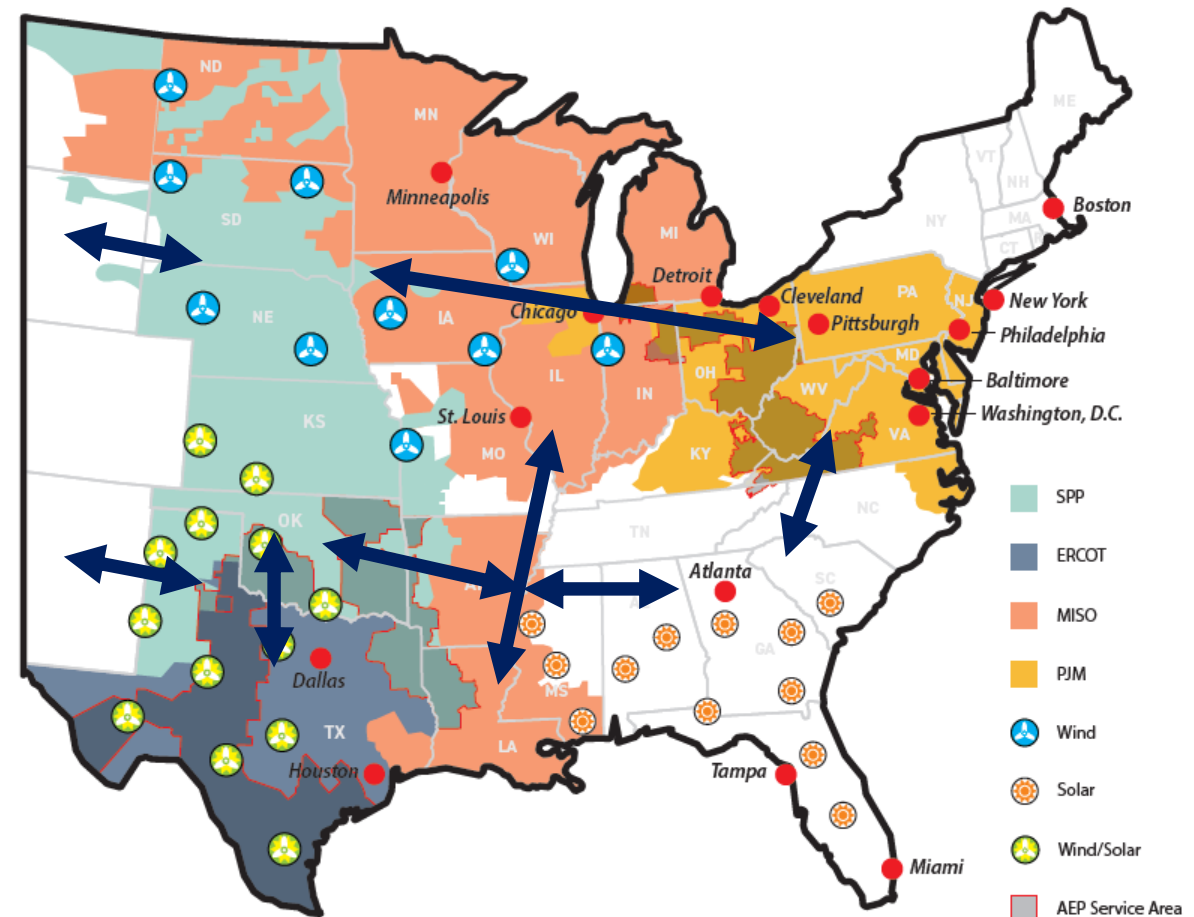 ND
MN
ME
VT
NH
Minneapolis
SD
WI
MI
NY
MA
CT
Boston
Detroit
Cleveland
PA
NJ
New York
NE
IA
Chicago
Pittsburgh
Philadelphia
MD
IL
OH
Baltimore
IN
WV
St. Louis
Washington, D.C.
KS
MO
KY
VA
SPP
OK
TN
NC
ERCOT
Atlanta
SC
MISO
GA
Dallas
MS
PJM
TX
LA
Wind
Houston
Tampa
Solar
Wind/Solar
Miami
AEP Service Area